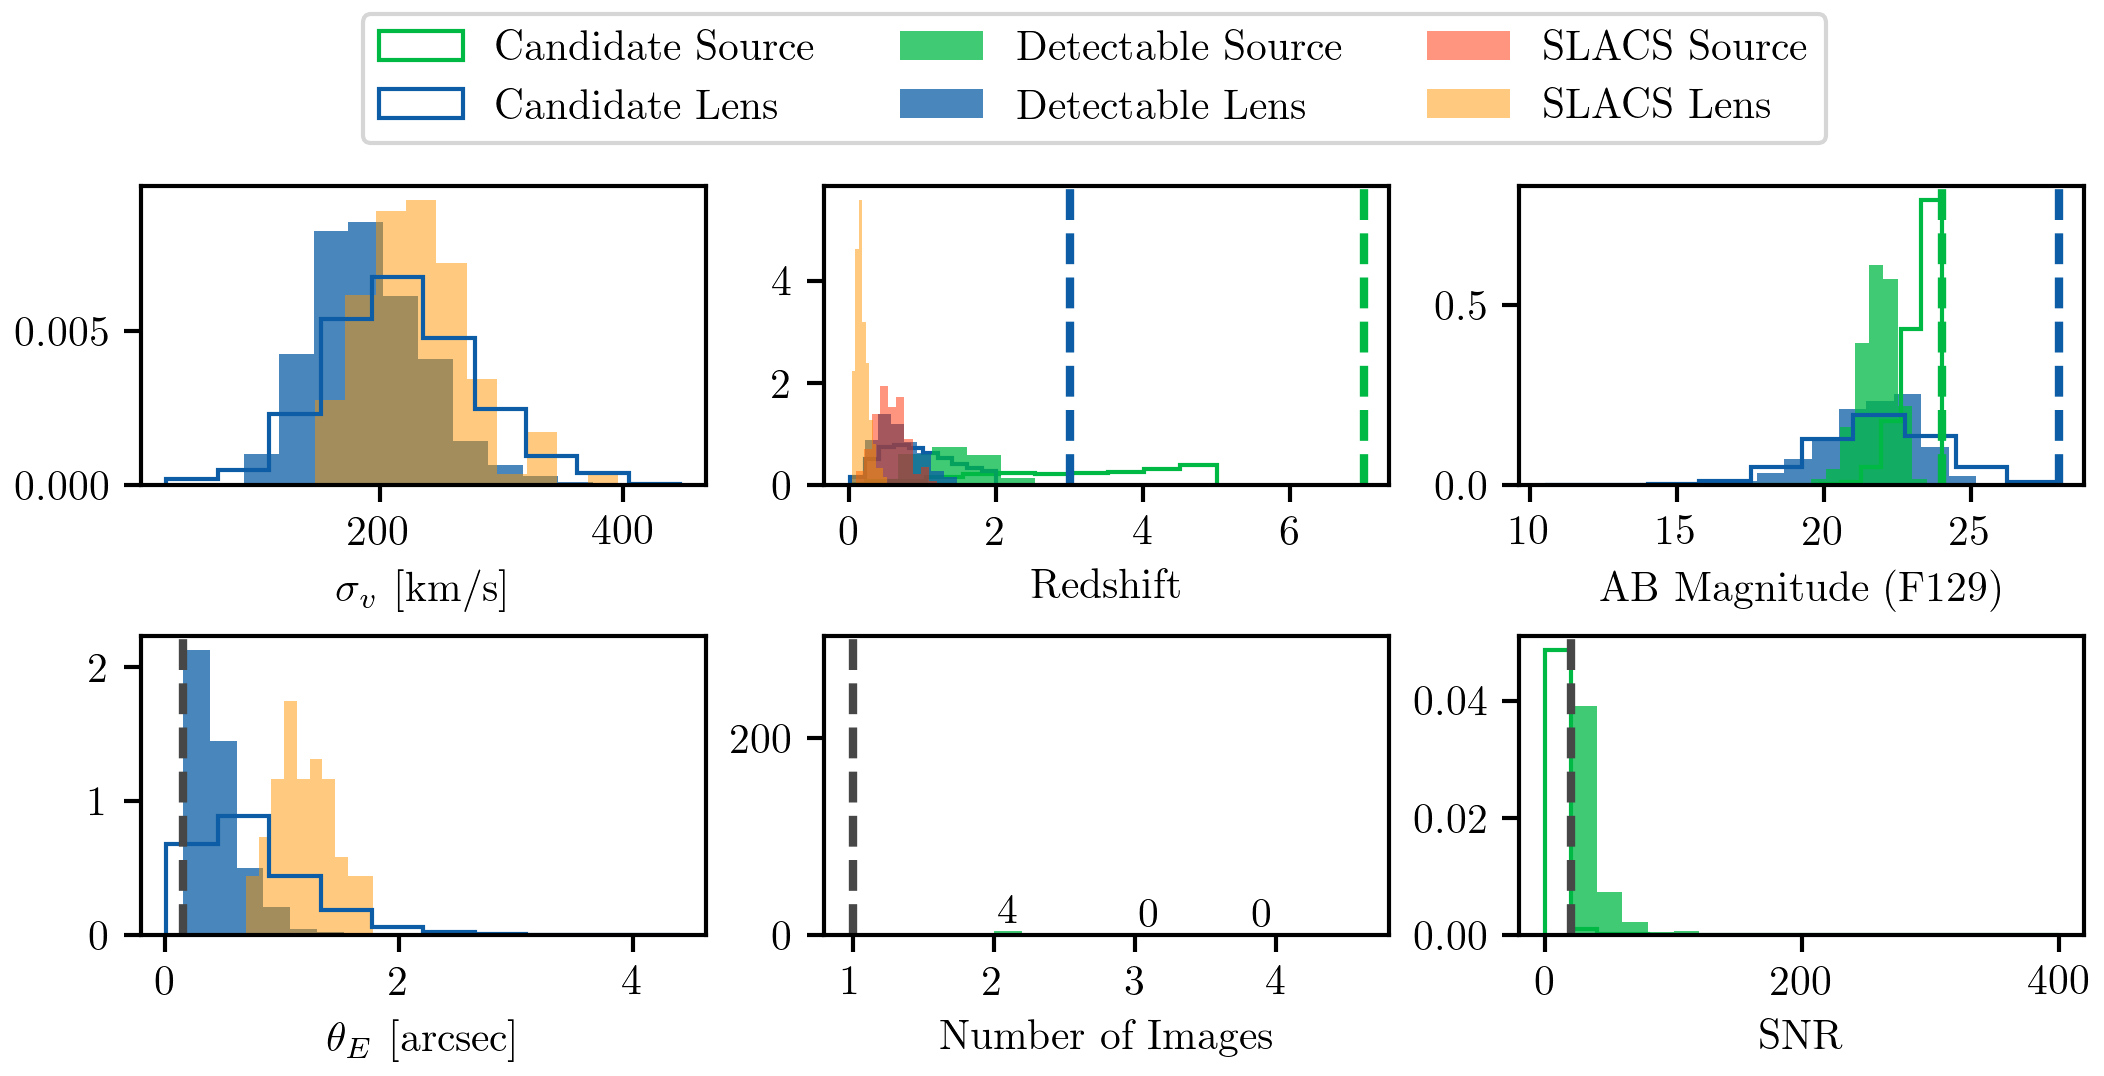 Candidate Source Detectable Source SLACS Source
Candidate Lens Detectable Lens SLACS Lens
0.005
0.000
200 400
σ_v [km/s]
4
2
0
0 2 4 6
Redshift
0.5
0.0
10 15 20 25
AB Magnitude (F129)
2
1
0
0 2 4
θ_E [arcsec]
200
0
4 0 0
1 2 3 4
Number of Images
0.04
0.02
0.00
0 200 400
SNR